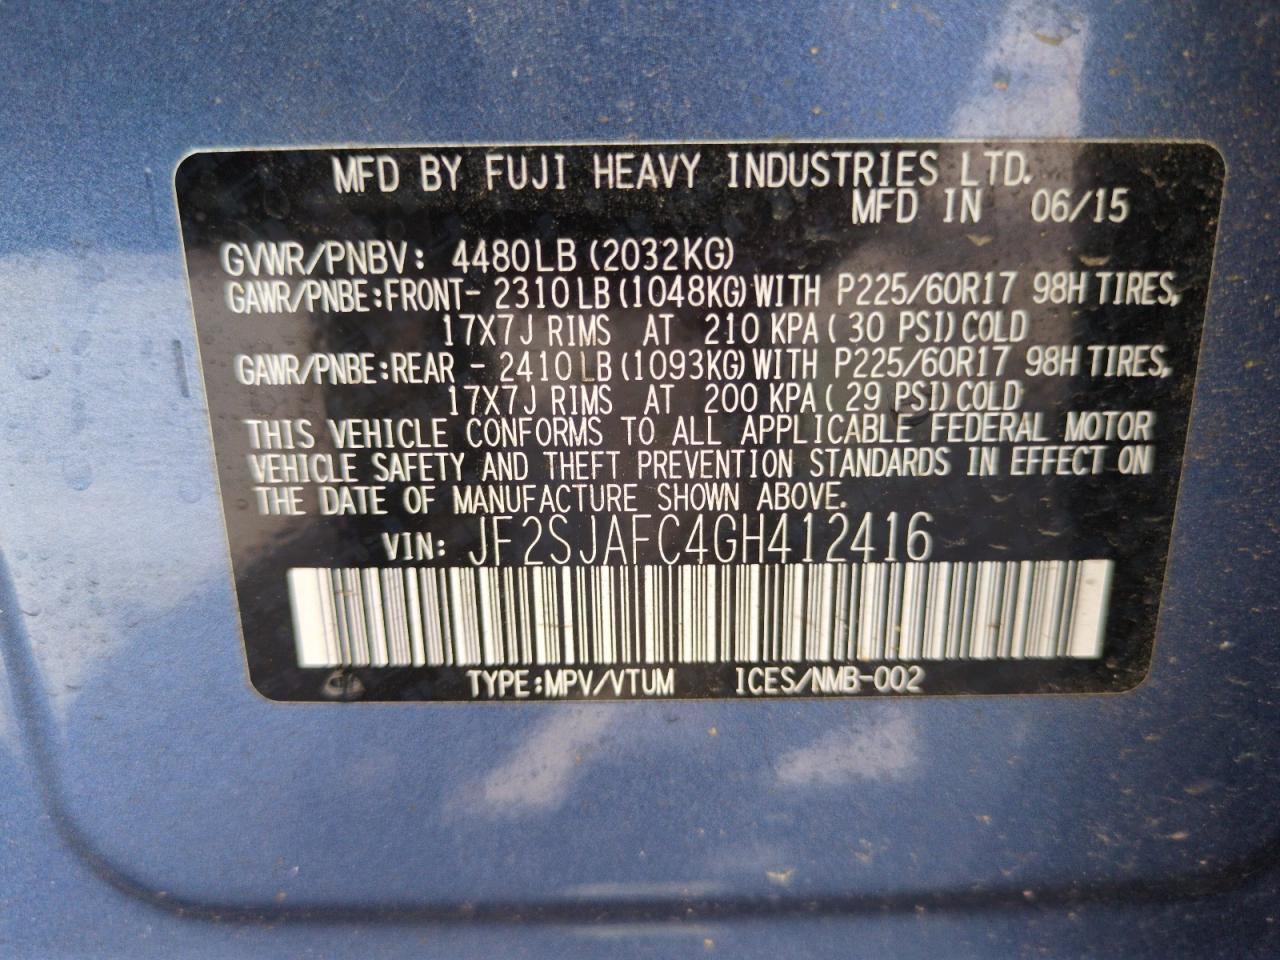 MFD BY FUJI HEAVY INDUSTRIES LTD.
MFD IN 06/15
GVWR/PNBV: 4480LB (2032KG)
GAWR/PNBE:FRONT- 2310LB(1048KG)WITH P225/60R17 98H TIRES,
17X7J RIMS AT 210 KPA( 30 PSI)COLD
GAWR/PNBE:REAR - 2410LB(1093KG)WITH P225/60R17 98H TIRES,
17X7J RIMS AT 200 KPA( 29 PSI)COLD
THIS VEHICLE CONFORMS TO ALL APPLICABLE FEDERAL MOTOR
VEHICLE SAFETY AND THEFT PREVENTION STANDARDS IN EFFECT ON
THE DATE OF MANUFACTURE SHOWN ABOVE.
VIN: JF2SJAFC4GH412416
TYPE:MPV/VTUM ICES/NMB-002